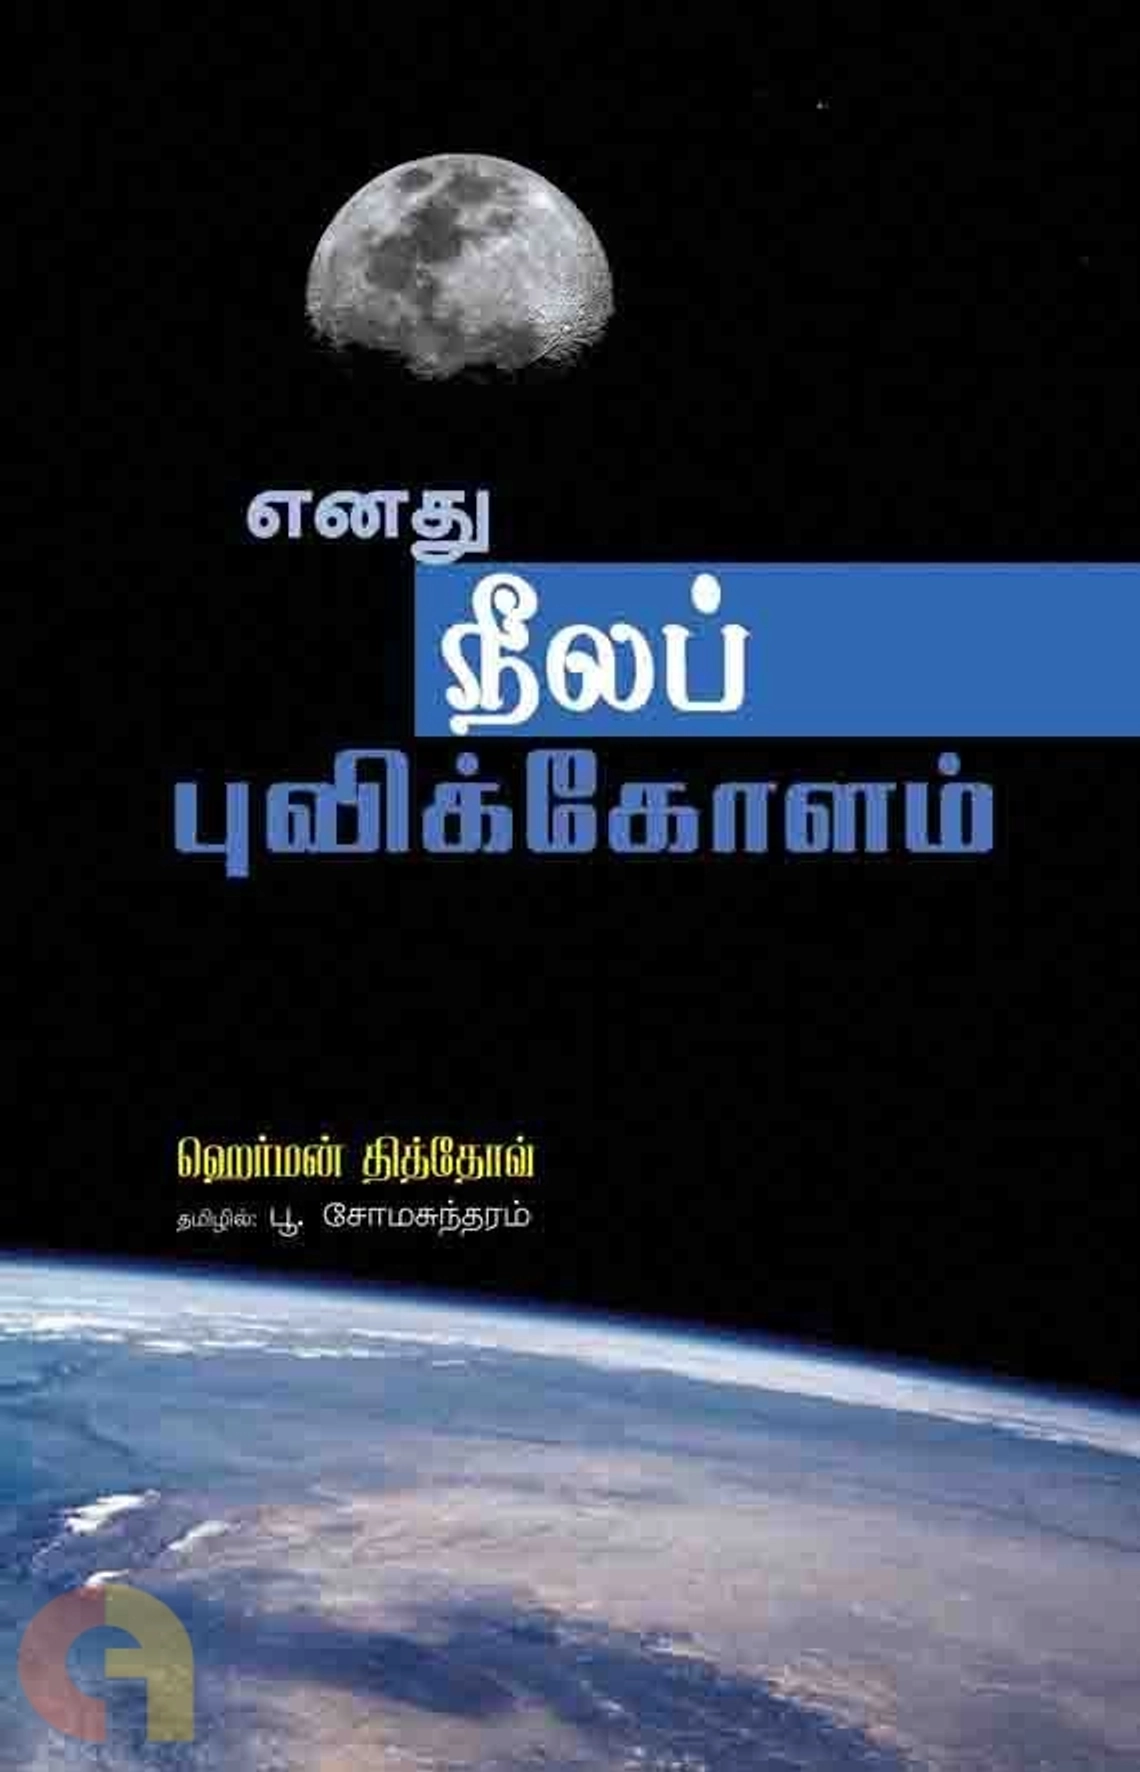 எனது
நீலப்
புவிக்கோளம்
ஹெர்மன் தித்தோவ்
தமிழில்: பூ. சோமசுந்தரம்